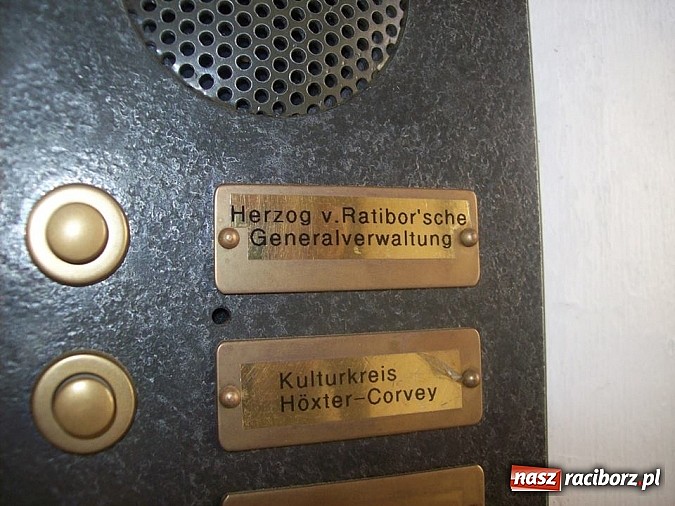 Herzog v.Ratibor'sche
Generalverwaltung
Kulturkreis
Höxter-Corvey
nasz raciborz.pl